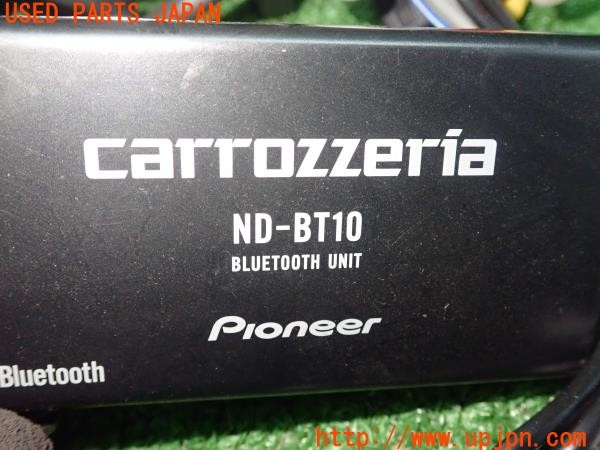 USED PARTS JAPAN
carrozzeria
ND-BT10
BLUETOOTH UNIT
Pioneer
Bluetooth
http://www.upjpn.com